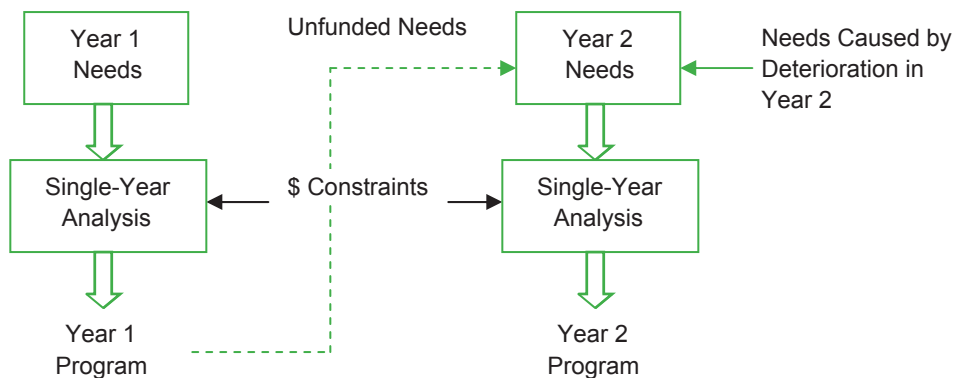 Year 1
Needs
Unfunded Needs
Year 2
Needs
Needs Caused by
Deterioration in
Year 2
Single-Year
Analysis
$ Constraints
Single-Year
Analysis
Year 1
Program
Year 2
Program